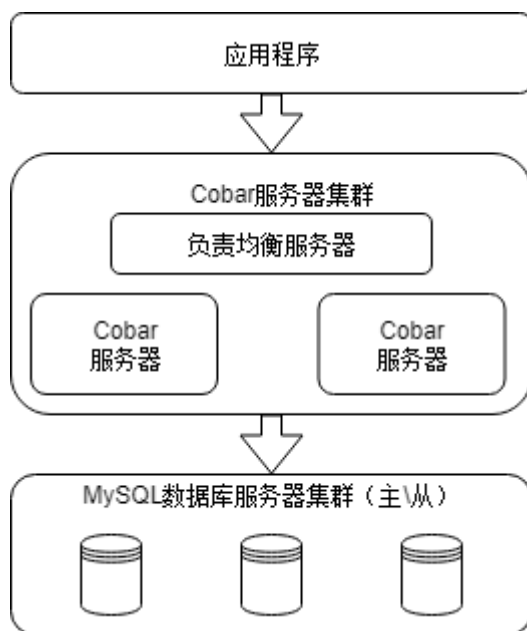 应用程序
Cobar服务器集群
负责均衡服务器
Cobar
服务器
Cobar
服务器
MySQL数据库服务器集群（主\从）